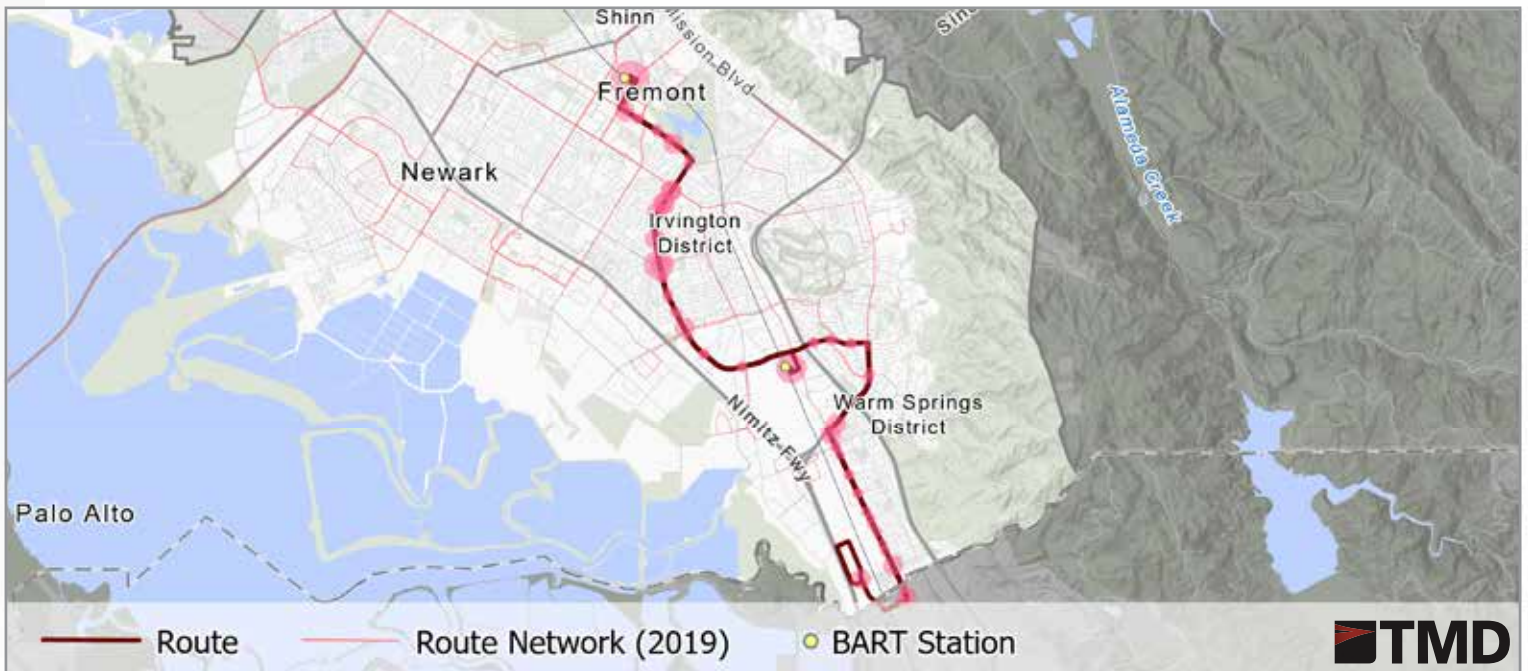 Shinn
Mission-Blvd
Fremont
Newark
Alameda Creek
Irvington
District
Warm Springs
District
Nimitz-Fwy
Palo Alto
Route
Route Network (2019)
BART Station
TMD